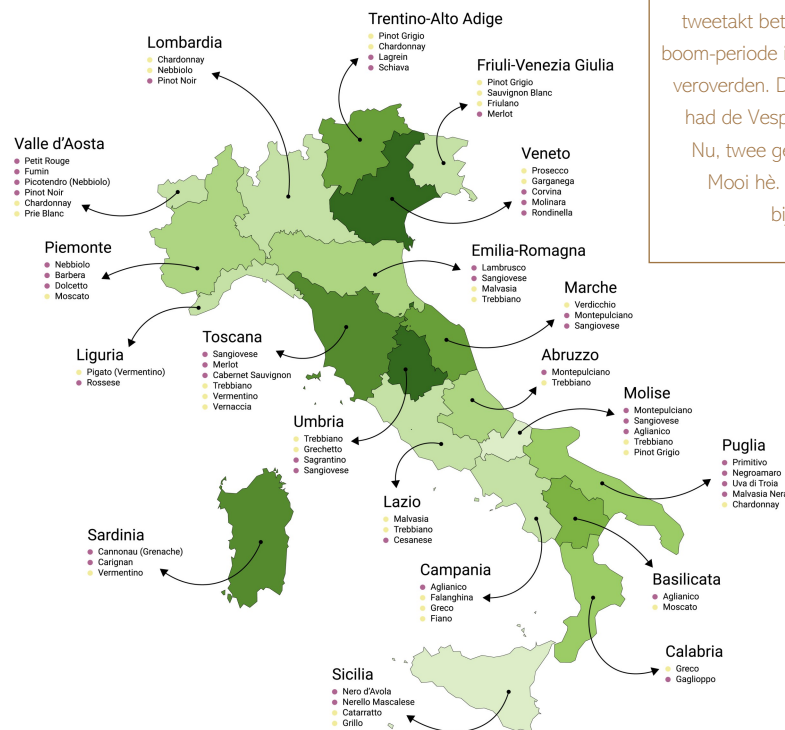 Trentino-Alto Adige
Pinot Grigio
Chardonnay
Lagrein
Schiava
Lombardia
Chardonnay
Nebbiolo
Pinot Noir
Friuli-Venezia Giulia
Pinot Grigio
Sauvignon Blanc
Friulano
Merlot
tweetakt bet
boom-periode i
veroverden. D
had de Vesp
Nu, twee ge
Mooi hè.
bij
Valle d'Aosta
Petit Rouge
Fumin
Picotendro (Nebbiolo)
Pinot Noir
Chardonnay
Prie Blanc
Veneto
Prosecco
Garganega
Corvina
Molinara
Rondinella
Piemonte
Nebbiolo
Barbera
Dolcetto
Moscato
Emilia-Romagna
Lambrusco
Sangiovese
Malvasia
Trebbiano
Marche
Verdicchio
Montepulciano
Sangiovese
Liguria
Pigato (Vermentino)
Rossese
Toscana
Sangiovese
Merlot
Cabernet Sauvignon
Trebbiano
Vermentino
Vernaccia
Abruzzo
Montepulciano
Trebbiano
Molise
Montepulciano
Sangiovese
Aglianico
Trebbiano
Pinot Grigio
Umbria
Trebbiano
Grechetto
Sagrantino
Sangiovese
Puglia
Primitivo
Negroamaro
Uva di Troia
Malvasia Nera
Chardonnay
Lazio
Malvasia
Trebbiano
Cesanese
Sardinia
Cannonau (Grenache)
Carignan
Vermentino
Campania
Aglianico
Falanghina
Greco
Fiano
Basilicata
Aglianico
Moscato
Calabria
Greco
Gaglioppo
Sicilia
Nero d'Avola
Nerello Mascalese
Catarratto
Grillo